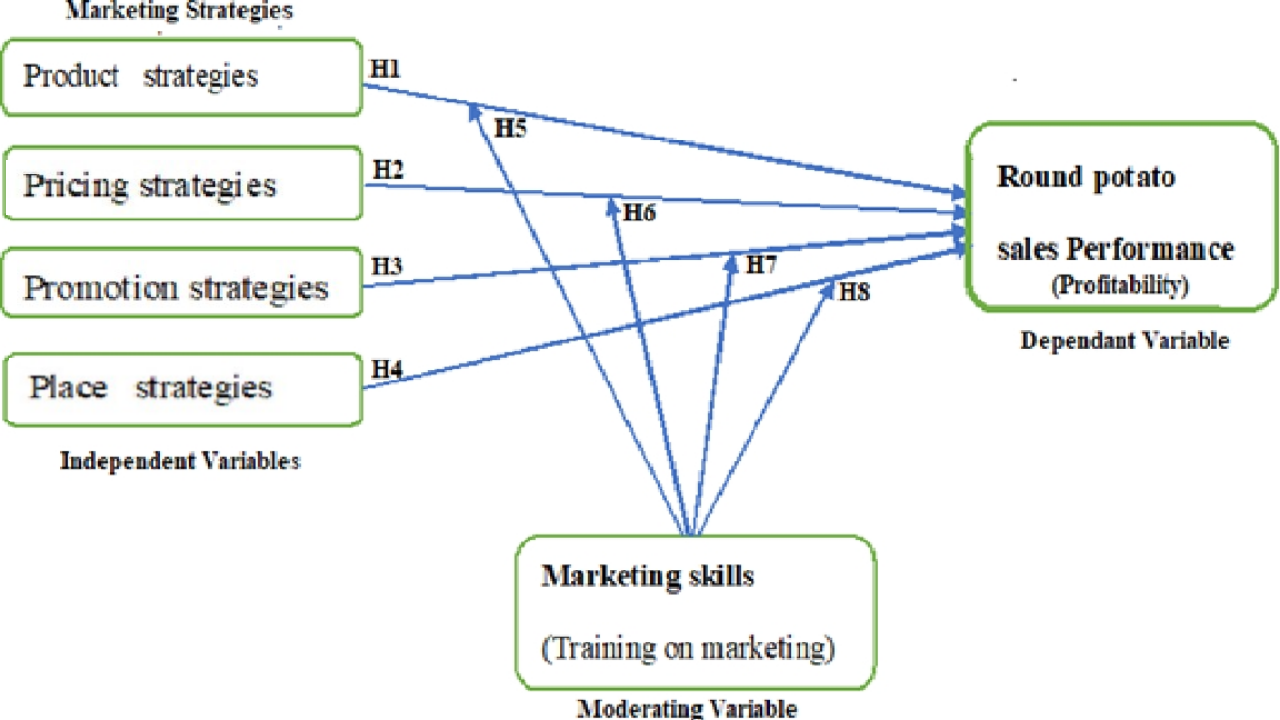 Marketing Strategies
Product strategies
H1
H5
Pricing strategies
H2
H6
Promotion strategies
H3
H7
Place strategies
H4
H8
Independent Variables
Round potato
sales Performance
(Profitability)
Dependant Variable
Marketing skills
(Training on marketing)
Moderating Variable